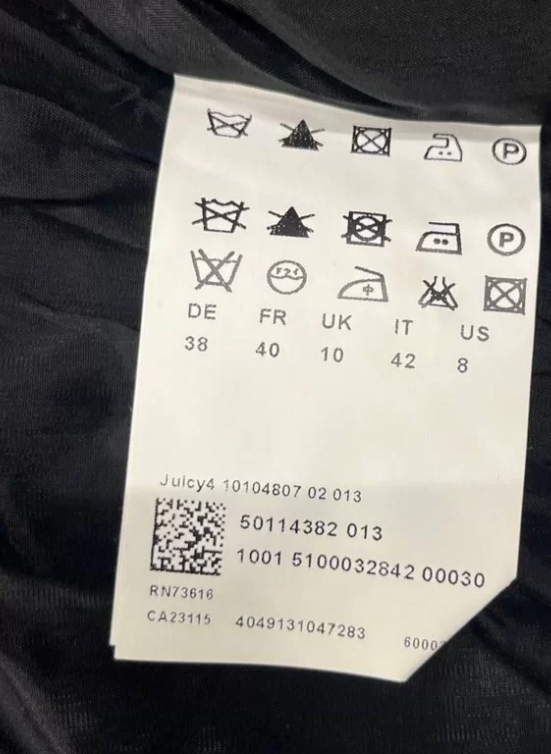 P
P
DE FR UK IT US
38 40 10 42 8
Juicy4 10104807 02 013
50114382 013
1001 5100032842 00030
RN73616
CA23115 4049131047283